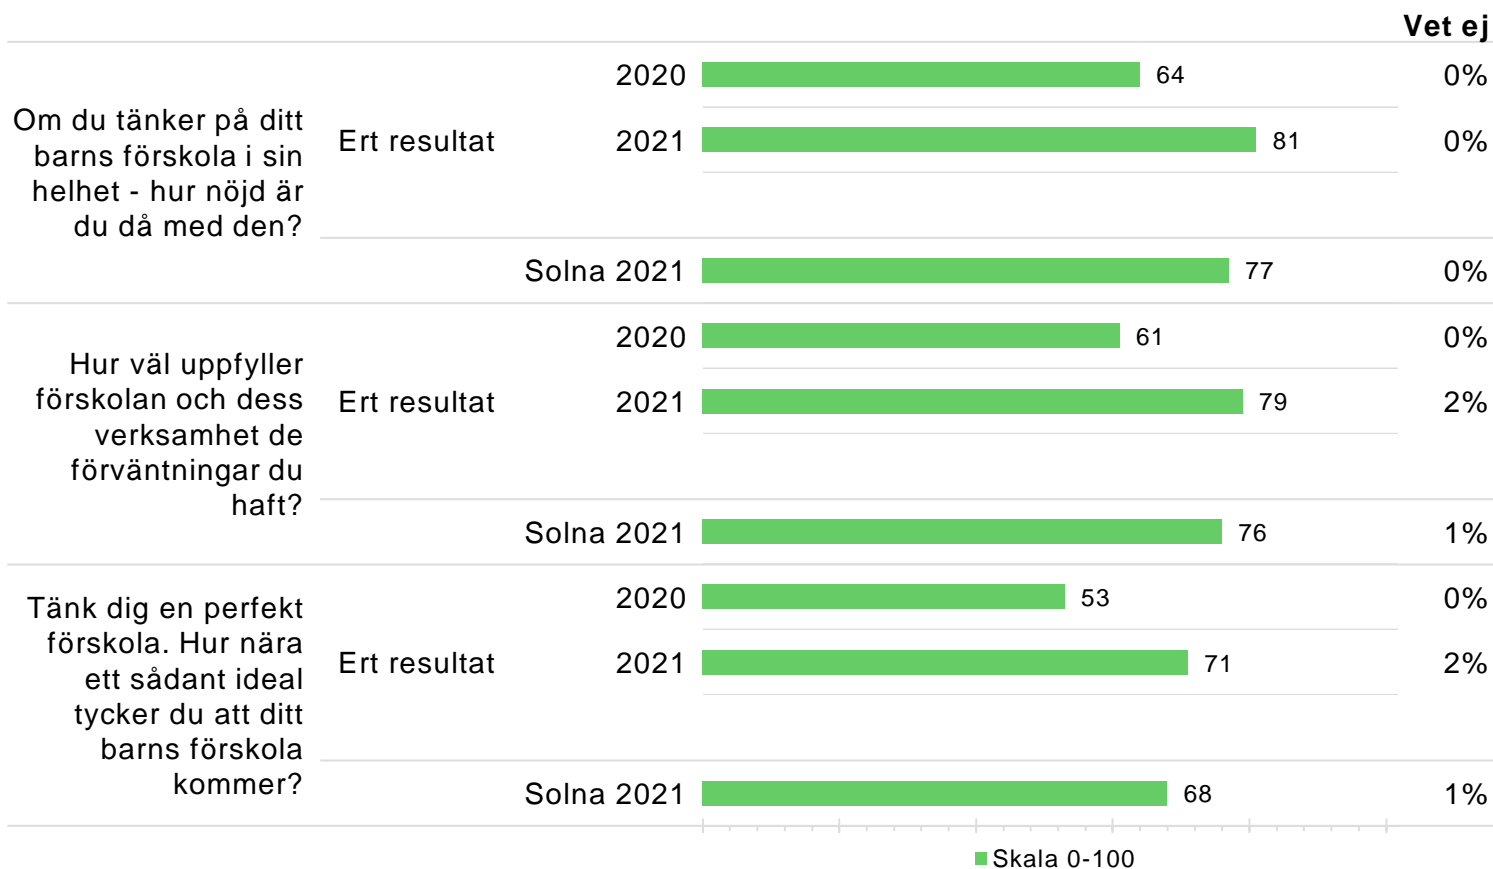 Vet ej
Om du tänker på ditt
barns förskola i sin
helhet - hur nöjd är
du då med den?
Ert resultat
2020 64 0%
2021 81 0%
Solna 2021 77 0%
Hur väl uppfyller
förskolan och dess
verksamhet de
förväntningar du
haft?
Ert resultat
2020 61 0%
2021 79 2%
Solna 2021 76 1%
Tänk dig en perfekt
förskola. Hur nära
ett sådant ideal
tycker du att ditt
barns förskola
kommer?
Ert resultat
2020 53 0%
2021 71 2%
Solna 2021 68 1%
Skala 0-100